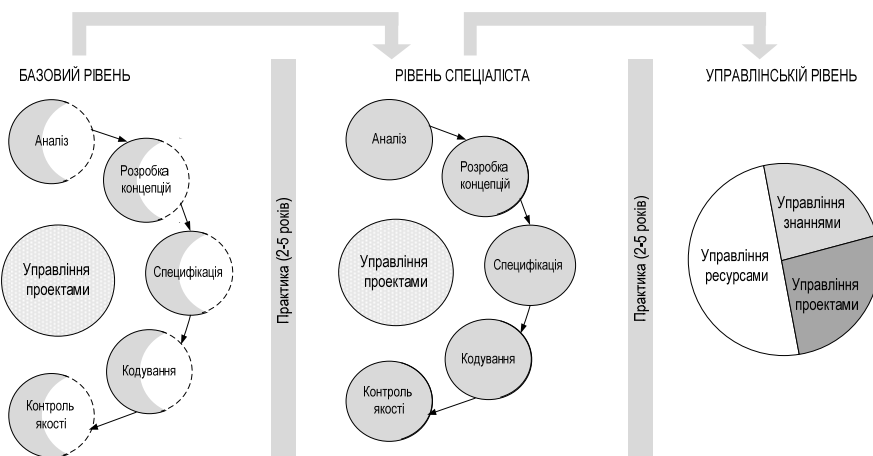 БАЗОВИЙ РІВЕНЬ
Аналіз
Розробка
концепцій
Управління
проектами
Специфікація
Кодування
Контроль
якості
Практика (2-5 років)
РІВЕНЬ СПЕЦІАЛІСТА
Аналіз
Розробка
концепцій
Управління
проектами
Специфікація
Кодування
Контроль
якості
Практика (2-5 років)
УПРАВЛІНСЬКІЙ РІВЕНЬ
Управління
знаннями
Управління
ресурсами
Управління
проектами